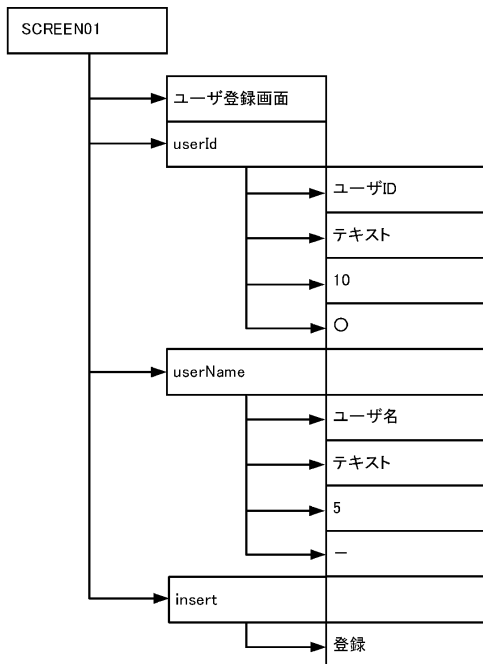 SCREEN01
ユーザ登録画面
userId
ユーザID
テキスト
10
○
userName
ユーザ名
テキスト
5
－
insert
登録